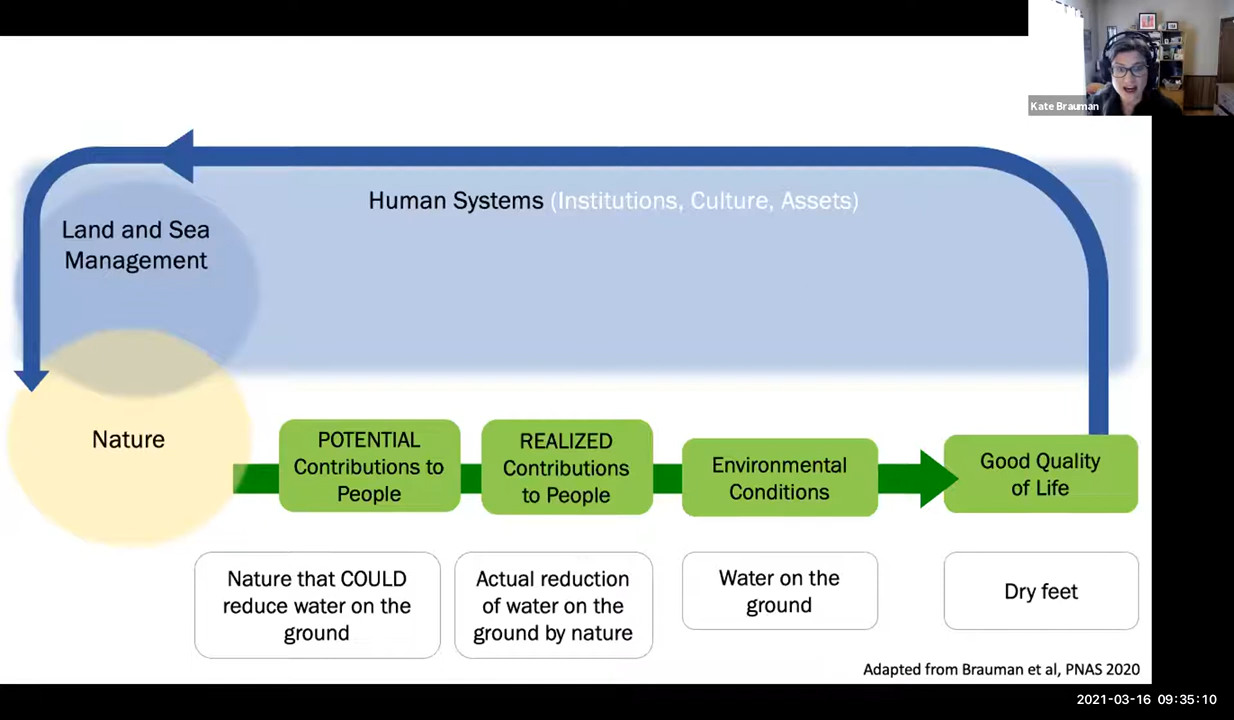 Kate Brauman
Human Systems (Institutions, Culture, Assets)
Land and Sea
Management
Nature
POTENTIAL
Contributions to
People
REALIZED
Contributions
to People
Environmental
Conditions
Good Quality
of Life
Nature that COULD
reduce water on the
ground
Actual reduction
of water on the
ground by nature
Water on the
ground
Dry feet
Adapted from Brauman et al, PNAS 2020
2021-03-16 09:35:10